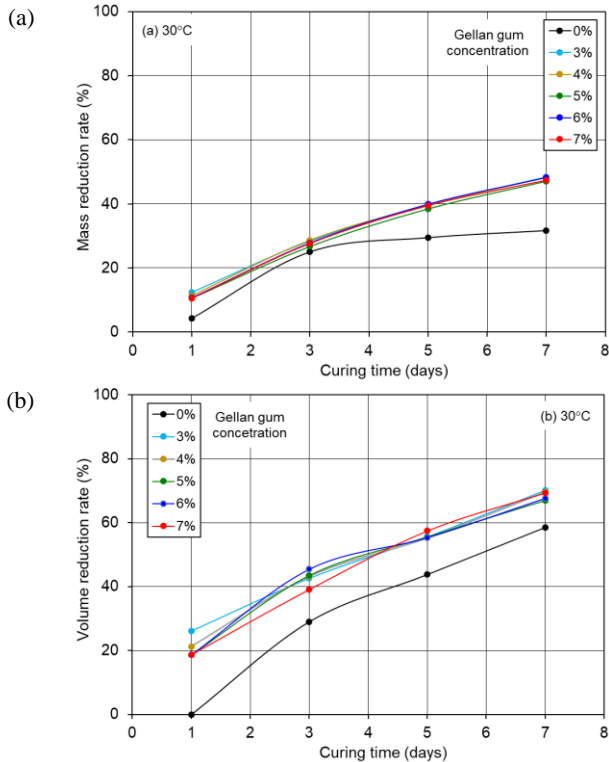 (a)
(a) 30°C
Gellan gum
concentration
0%
3%
4%
5%
6%
7%
100
80
60
40
20
0
Mass reduction rate (%)
0 1 2 3 4 5 6 7 8
Curing time (days)
(b)
(b) 30°C
Gellan gum
concetration
0%
3%
4%
5%
6%
7%
100
80
60
40
20
0
Volume reduction rate (%)
0 1 2 3 4 5 6 7 8
Curing time (days)